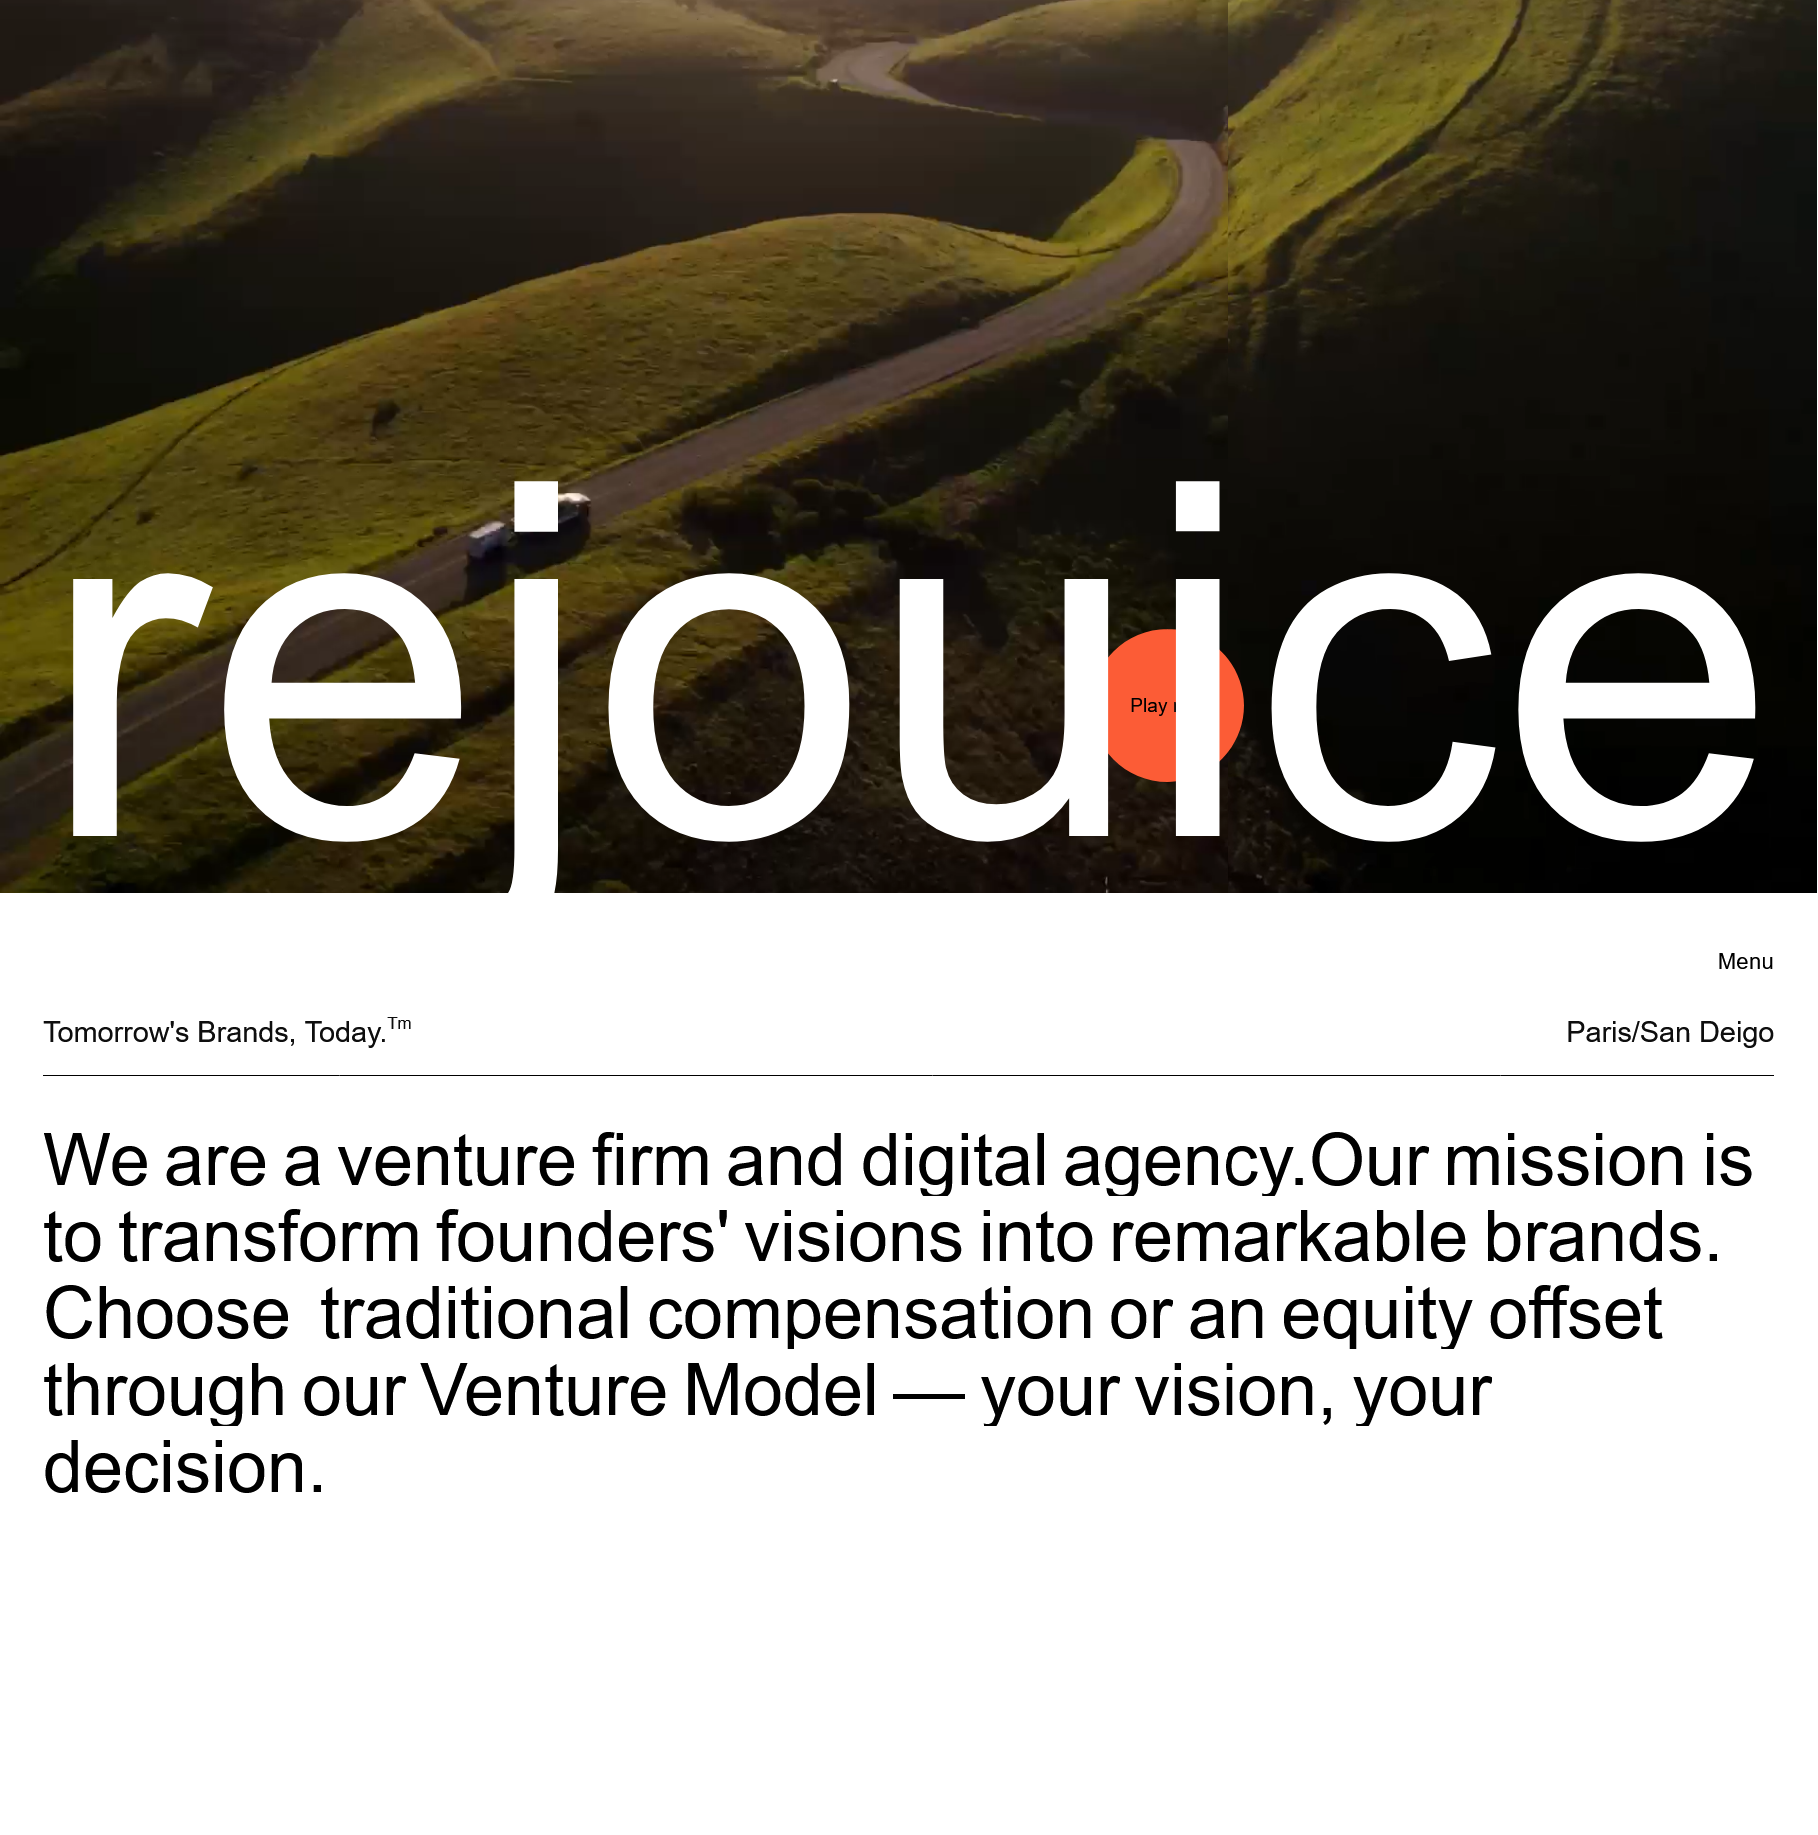 rejouice
Play
Menu
Tomorrow's Brands, Today.Tm
Paris/San Deigo
We are a venture firm and digital agency.Our mission is
to transform founders' visions into remarkable brands.
Choose  traditional compensation or an equity offset
through our Venture Model — your vision, your
decision.